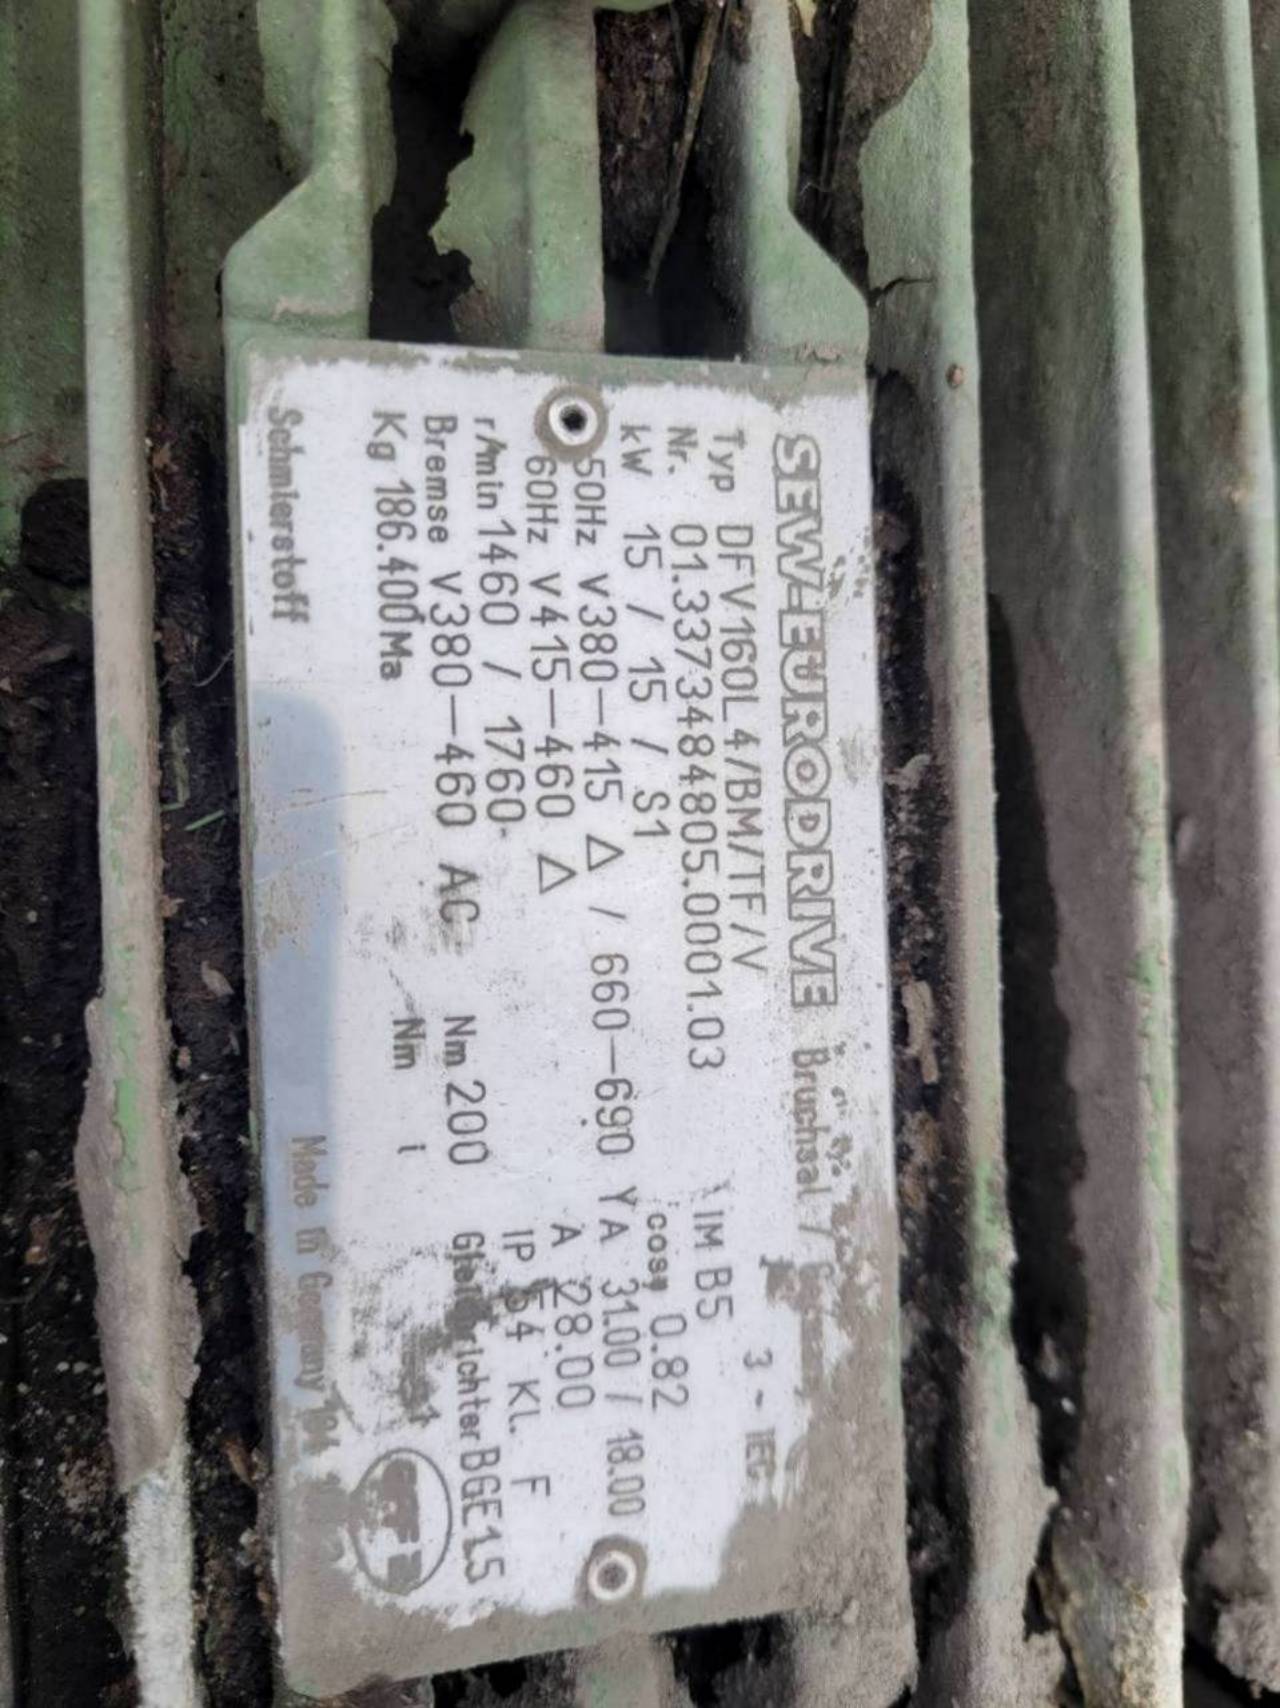 SEW-EURODRIVE Bruchsal /
3 - IEC
Typ DFV160L4/BM/TF/V IM B5
Nr. 01.3373484805.0001.03
kW 15 / 15 / S1 cosφ 0.82
50Hz V380-415 △ / 660-690 Y A 31.00 / 18.00
60Hz V415-460 △ A 28.00
r/min 1460 / 1760 IP 54 KL. F
Bremse V380-460 AC Nm 200 Gleichrichter BGE1.5
Kg 186.400 Ma Nm i
Schmierstoff Made in Germany